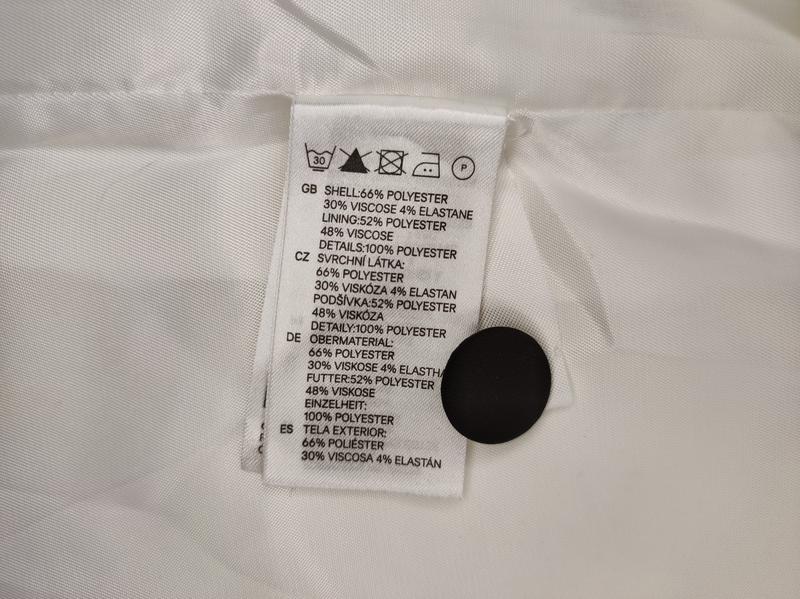 30 P
GB SHELL:66% POLYESTER
30% VISCOSE 4% ELASTANE
LINING:52% POLYESTER
48% VISCOSE
DETAILS:100% POLYESTER
CZ SVRCHNÍ LÁTKA:
66% POLYESTER
30% VISKÓZA 4% ELASTAN
PODŠÍVKA:52% POLYESTER
48% VISKÓZA
DETAILY:100% POLYESTER
DE OBERMATERIAL:
66% POLYESTER
30% VISKOSE 4%
FUTTER:52% POLYESTER
48% VISKOSE
EINZELHEIT:
100% POLYESTER
ES TELA EXTERIOR:
66% POLIÉSTER
30% VISCOSA 4% ELASTÁN